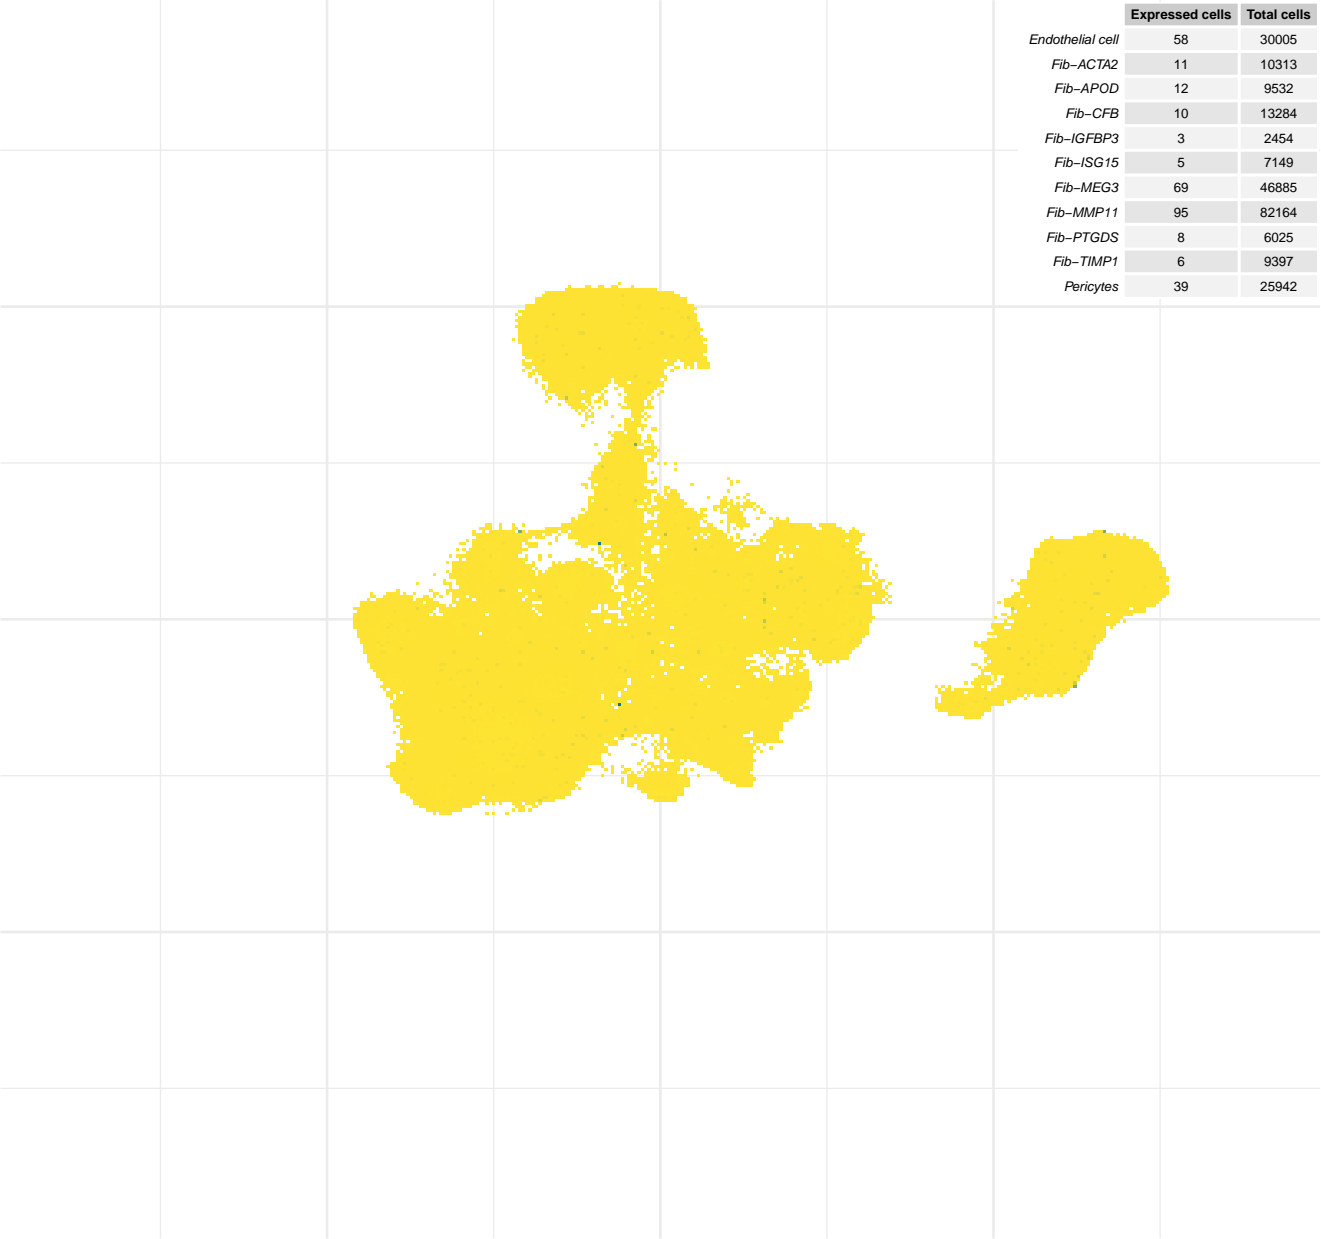 Expressed cells Total cells
Endothelial cell 58 30005
Fib−ACTA2 11 10313
Fib−APOD 12 9532
Fib−CFB 10 13284
Fib−IGFBP3 3 2454
Fib−ISG15 5 7149
Fib−MEG3 69 46885
Fib−MMP11 95 82164
Fib−PTGDS 8 6025
Fib−TIMP1 6 9397
Pericytes 39 25942